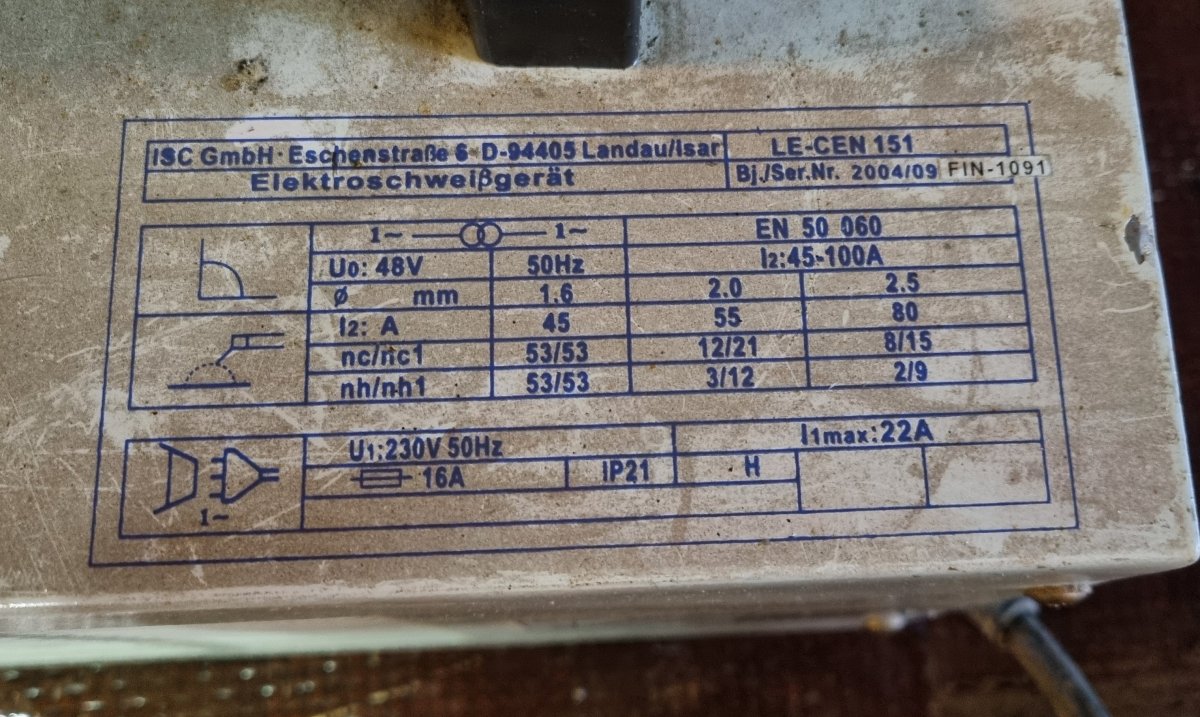 ISC GmbH · Eschenstraße 6 · D-94405 Landau/Isar LE-CEN 151
Elektroschweißgerät Bj./Ser.Nr. 2004/09 FIN-1091
1~ 1~ EN 50 060
U0: 48V 50Hz I2:45-100A
ø mm 1.6 2.0 2.5
I2: A 45 55 80
nc/nc1 53/53 12/21 8/15
nh/nh1 53/53 3/12 2/9
U1:230V 50Hz I1max:22A
16A IP21 H
1~